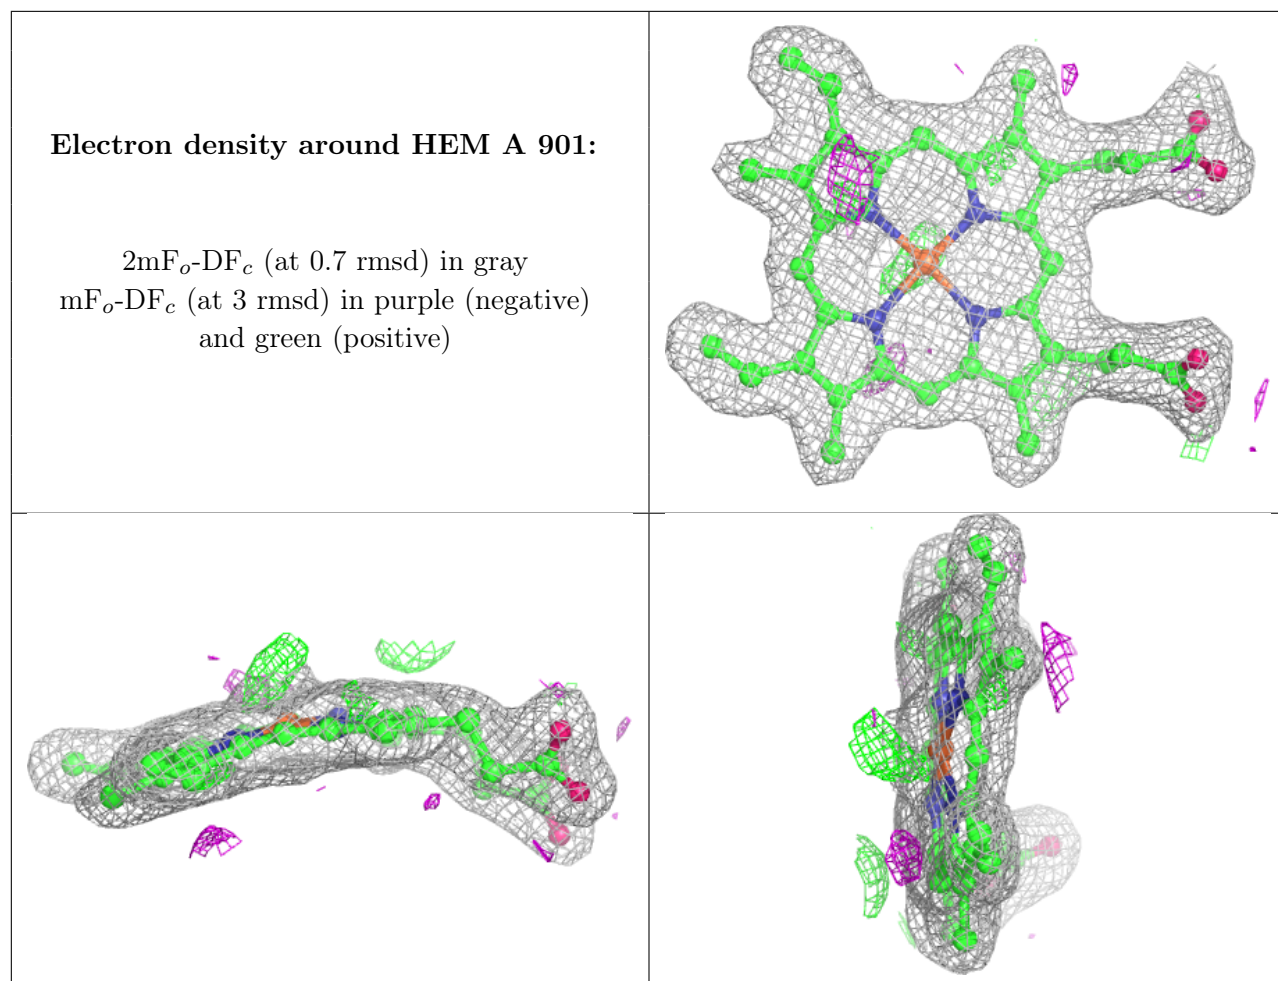 Electron density around HEM A 901:
2mFo-DFc (at 0.7 rmsd) in gray
mFo-DFc (at 3 rmsd) in purple (negative)
and green (positive)